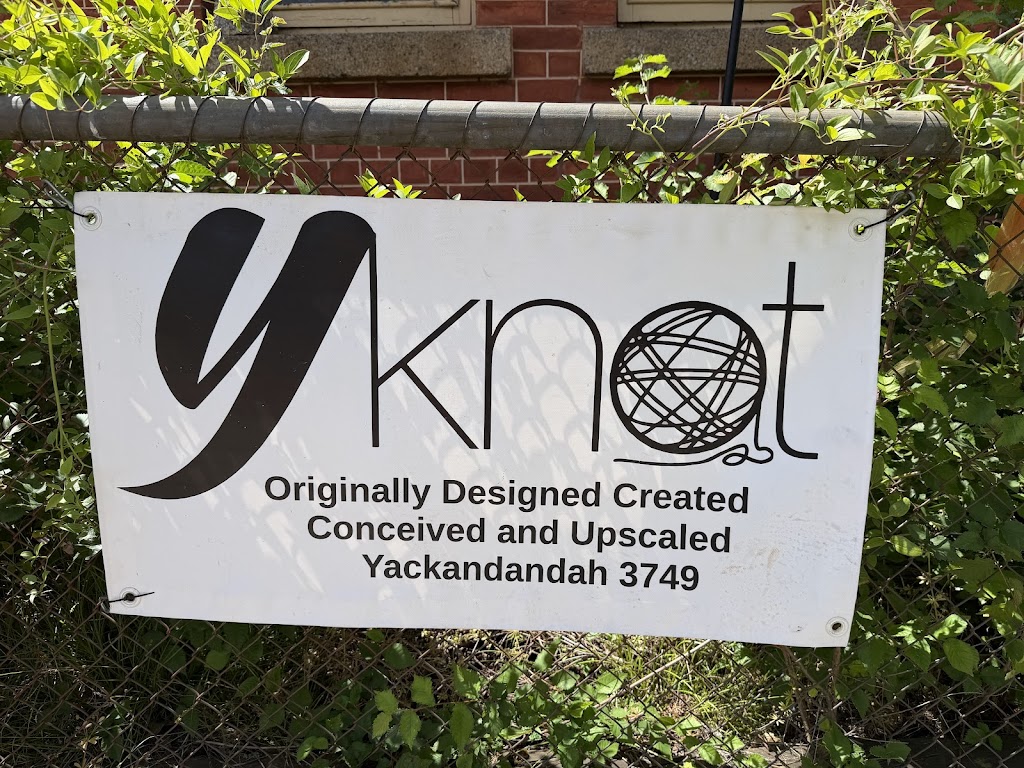 yknot
Originally Designed Created
Conceived and Upscaled
Yackandandah 3749